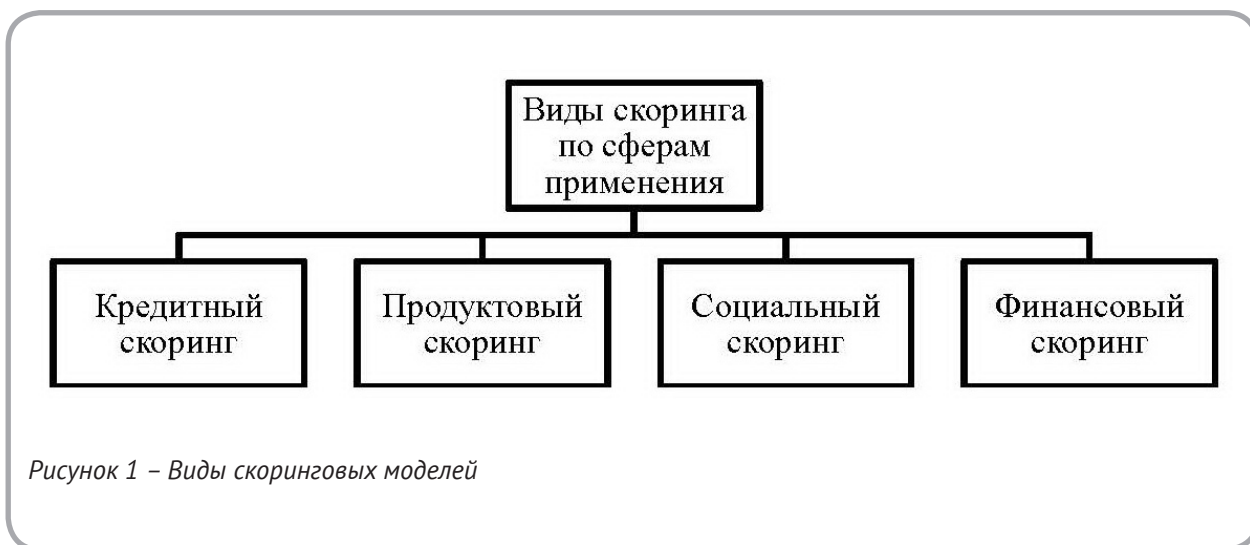 Виды скоринга
по сферам
применения
Кредитный
скоринг
Продуктовый
скоринг
Социальный
скоринг
Финансовый
скоринг
Рисунок 1 – Виды скоринговых моделей